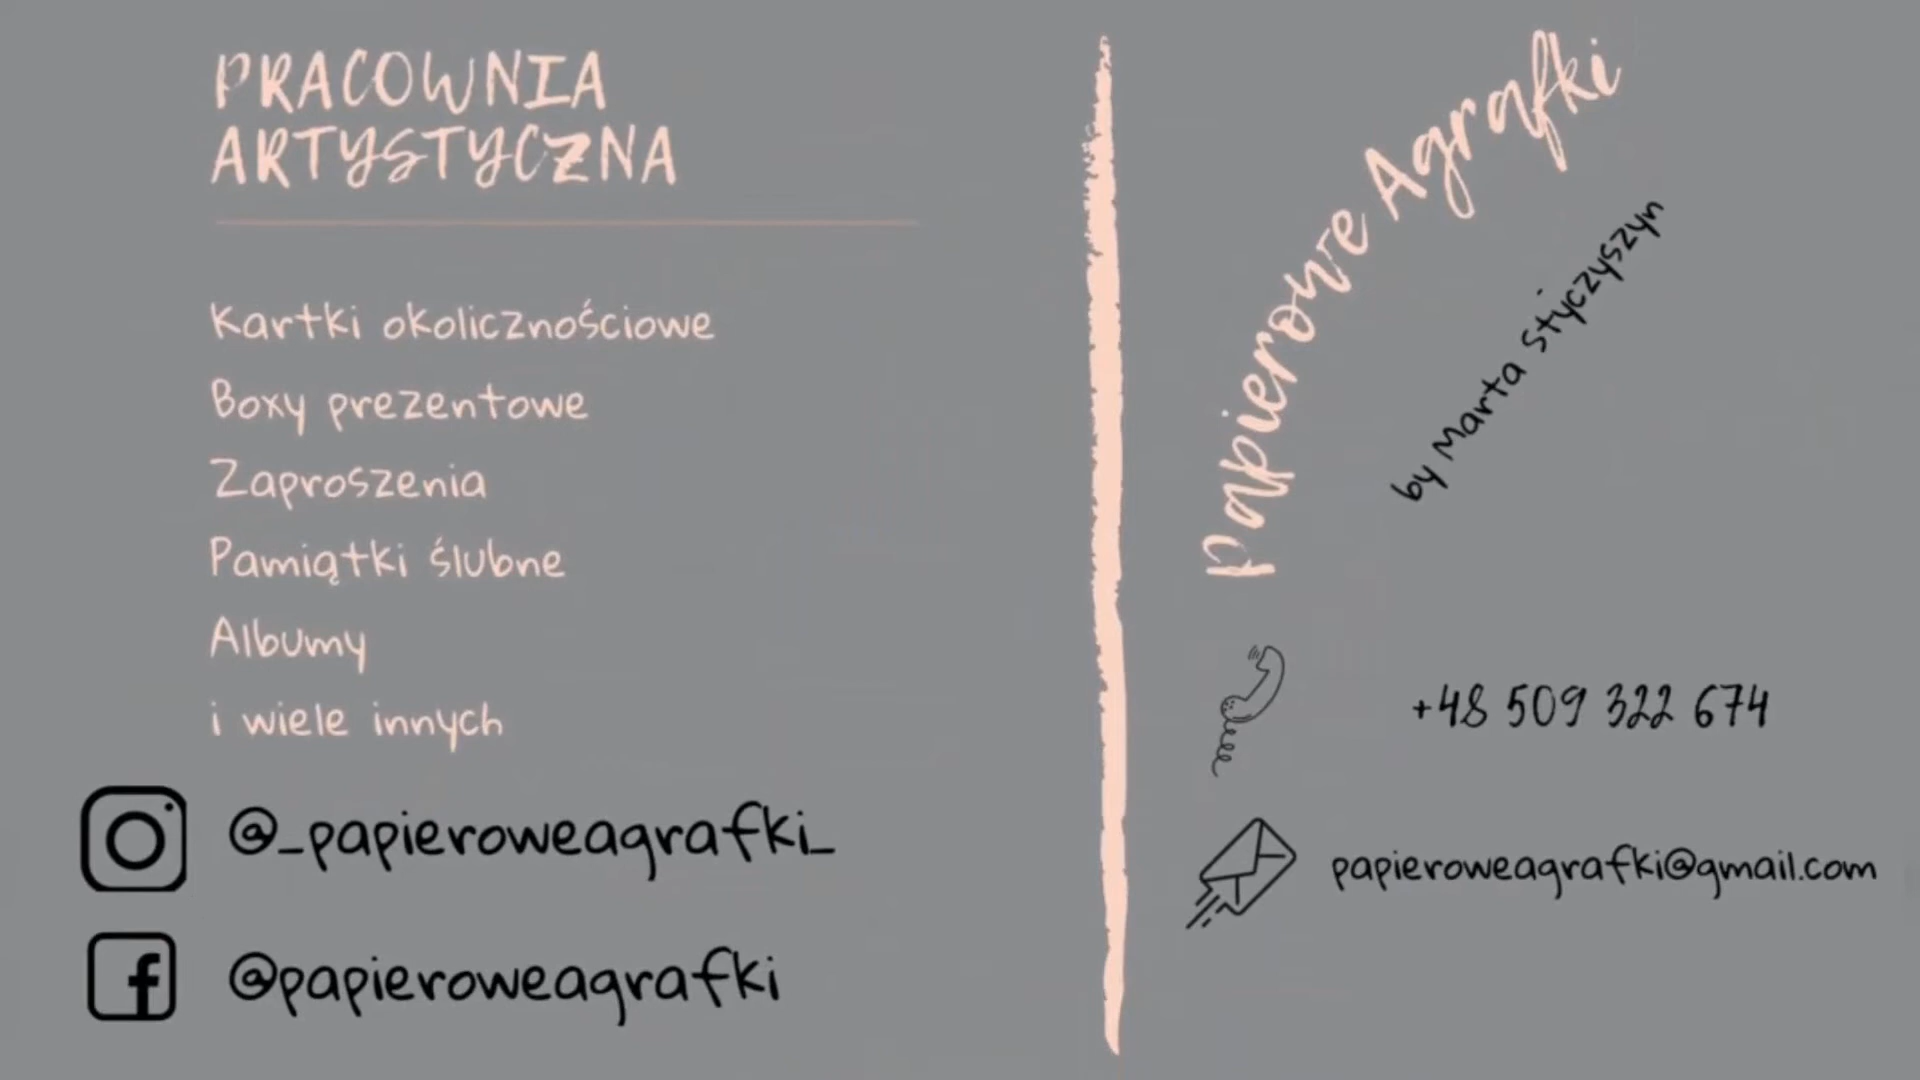 PRACOWNIA
ARTYSTYCZNA
Kartki okolicznościowe
Boxy prezentowe
Zaproszenia
Pamiątki ślubne
Albumy
i wiele innych
@_papieroweagrafki_
@papieroweagrafki
Papierowe Agrafki
by Marta Styczyszyn
+48 509 322 674
papieroweagrafki@gmail.com